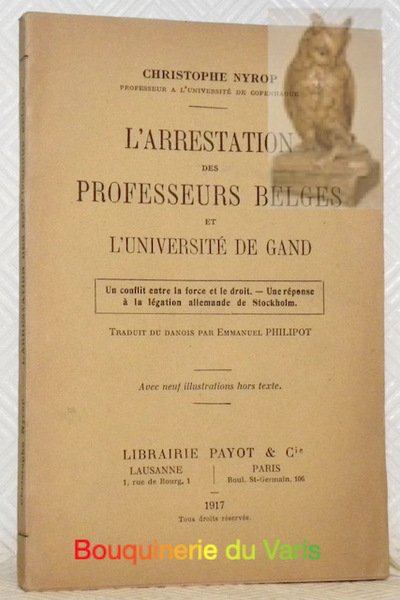 CHRISTOPHE NYROP
PROFESSEUR A L'UNIVERSITÉ DE COPENHAGUE
L'ARRESTATION
DES
PROFESSEURS BELGES
ET
L'UNIVERSITÉ DE GAND
Un conflit entre la force et le droit. — Une réponse
à la légation allemande de Stockholm.
TRADUIT DU DANOIS PAR EMMANUEL PHILIPOT
Avec neuf illustrations hors texte.
LIBRAIRIE PAYOT & Cie
LAUSANNE
1, rue de Bourg, 1
PARIS
Boul. St-Germain, 106
1917
Tous droits réservés.
Bouquinerie du Varis